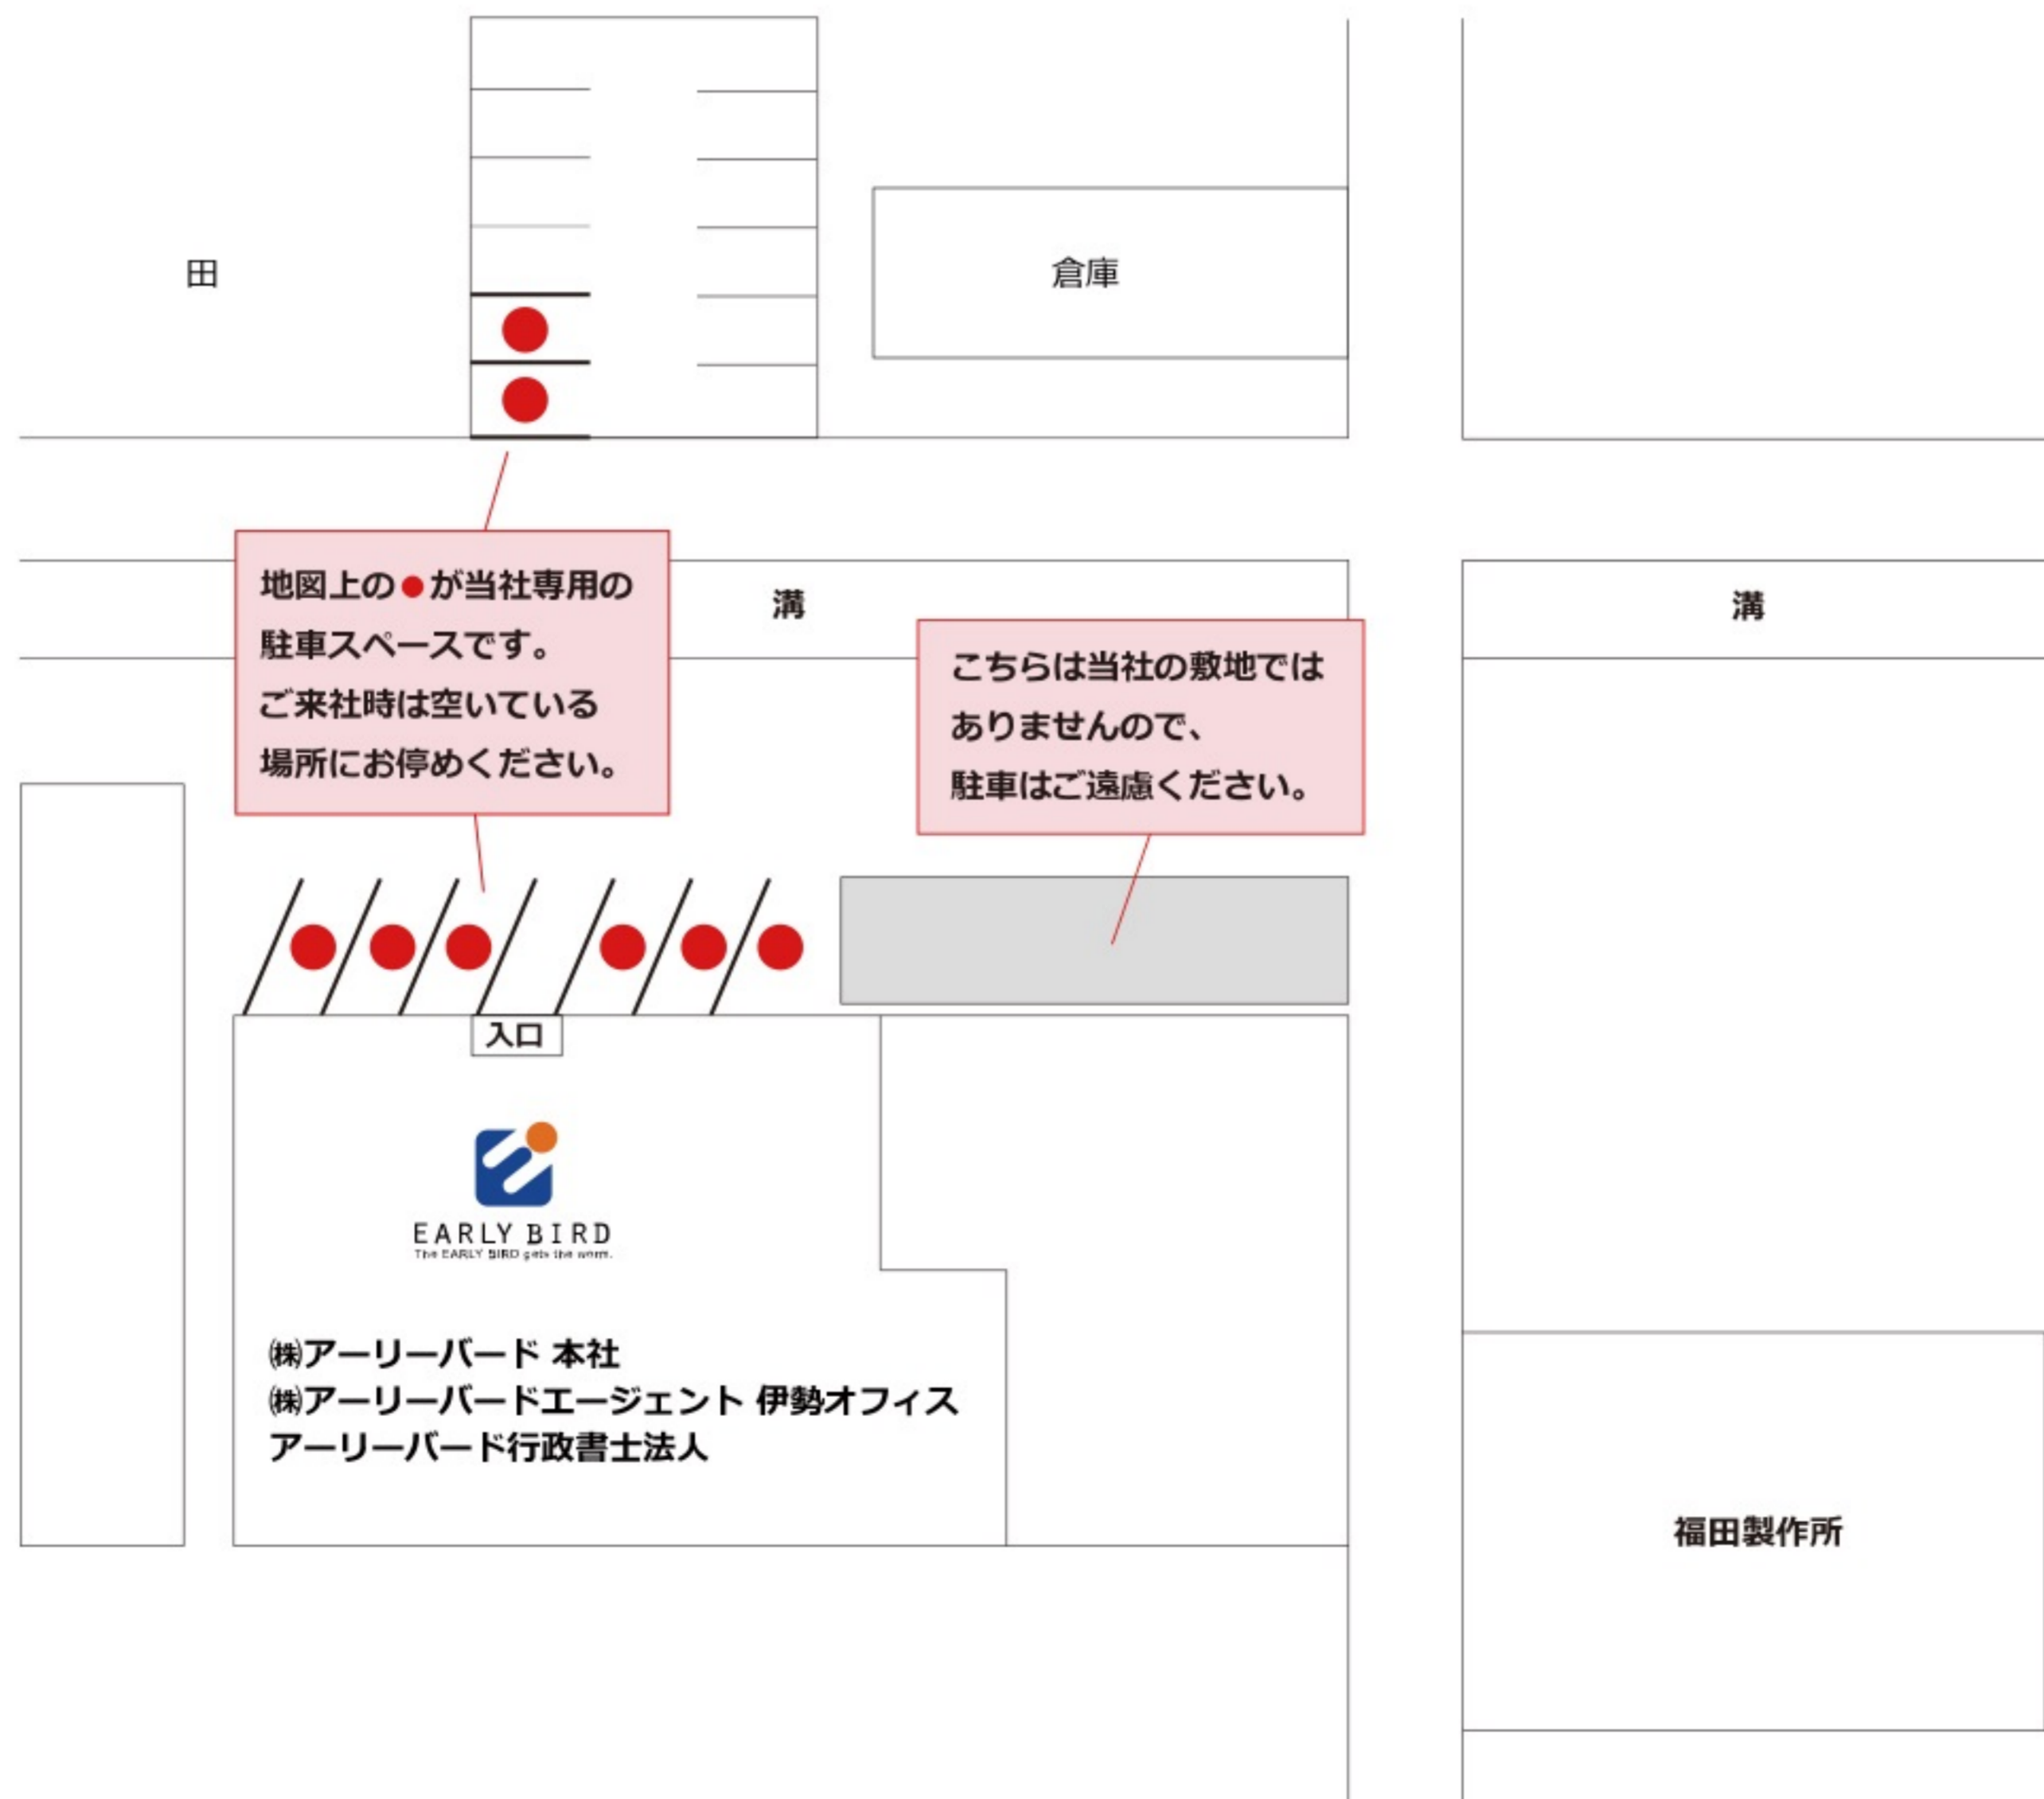 田
倉庫
地図上の●が当社専用の
駐車スペースです。
ご来社時は空いている
場所にお停めください。
溝
溝
こちらは当社の敷地では
ありませんので、
駐車はご遠慮ください。
入口
EARLY BIRD
The EARLY BIRD gets the worm.
㈱アーリーバード 本社
㈱アーリーバードエージェント 伊勢オフィス
アーリーバード行政書士法人
福田製作所